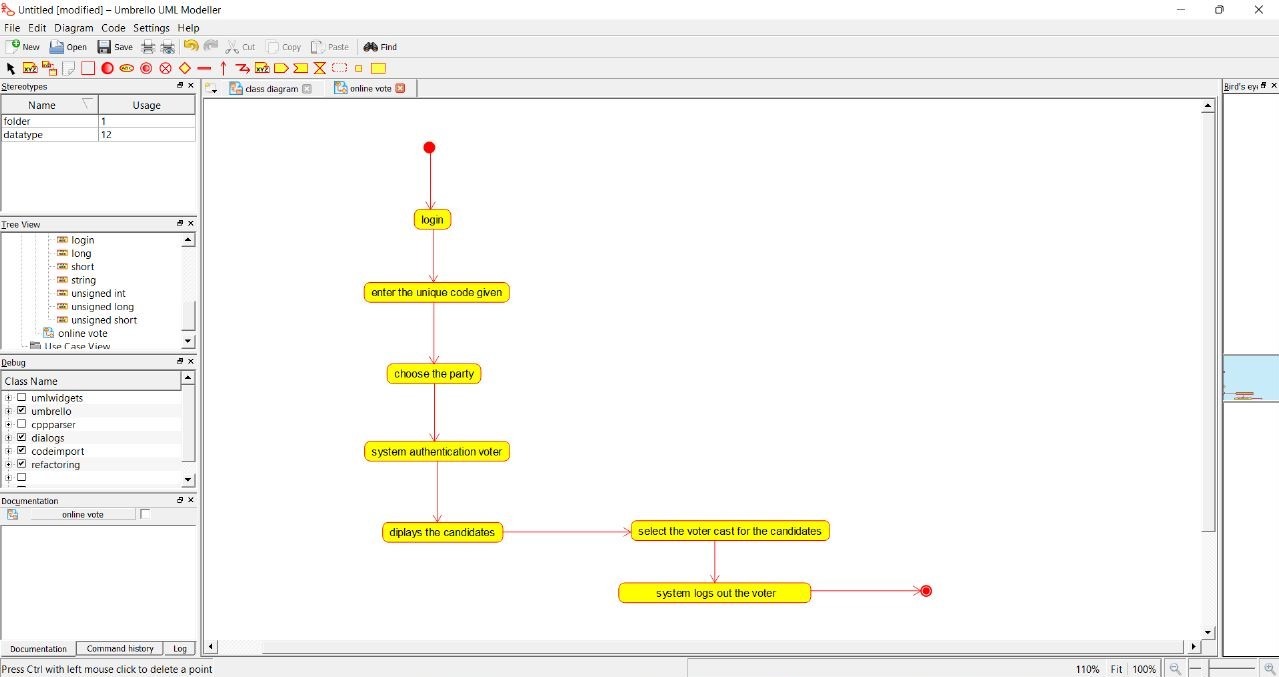 Untitled [modified] – Umbrello UML Modeller
File Edit Diagram Code Settings Help
New Open Save Cut Copy Paste Find
Stereotypes
Name Usage
folder 1
datatype 12
Tree View
login
long
short
string
unsigned int
unsigned long
unsigned short
online vote
Use Case View
Debug
Class Name
umlwidgets
umbrello
cppparser
dialogs
codeimport
refactoring
Documentation
online vote
Documentation Command history Log
class diagram online vote
login
enter the unique code given
choose the party
system authentication voter
diplays the candidates
select the voter cast for the candidates
system logs out the voter
Bird's ey
Press Ctrl with left mouse click to delete a point
110% Fit 100%